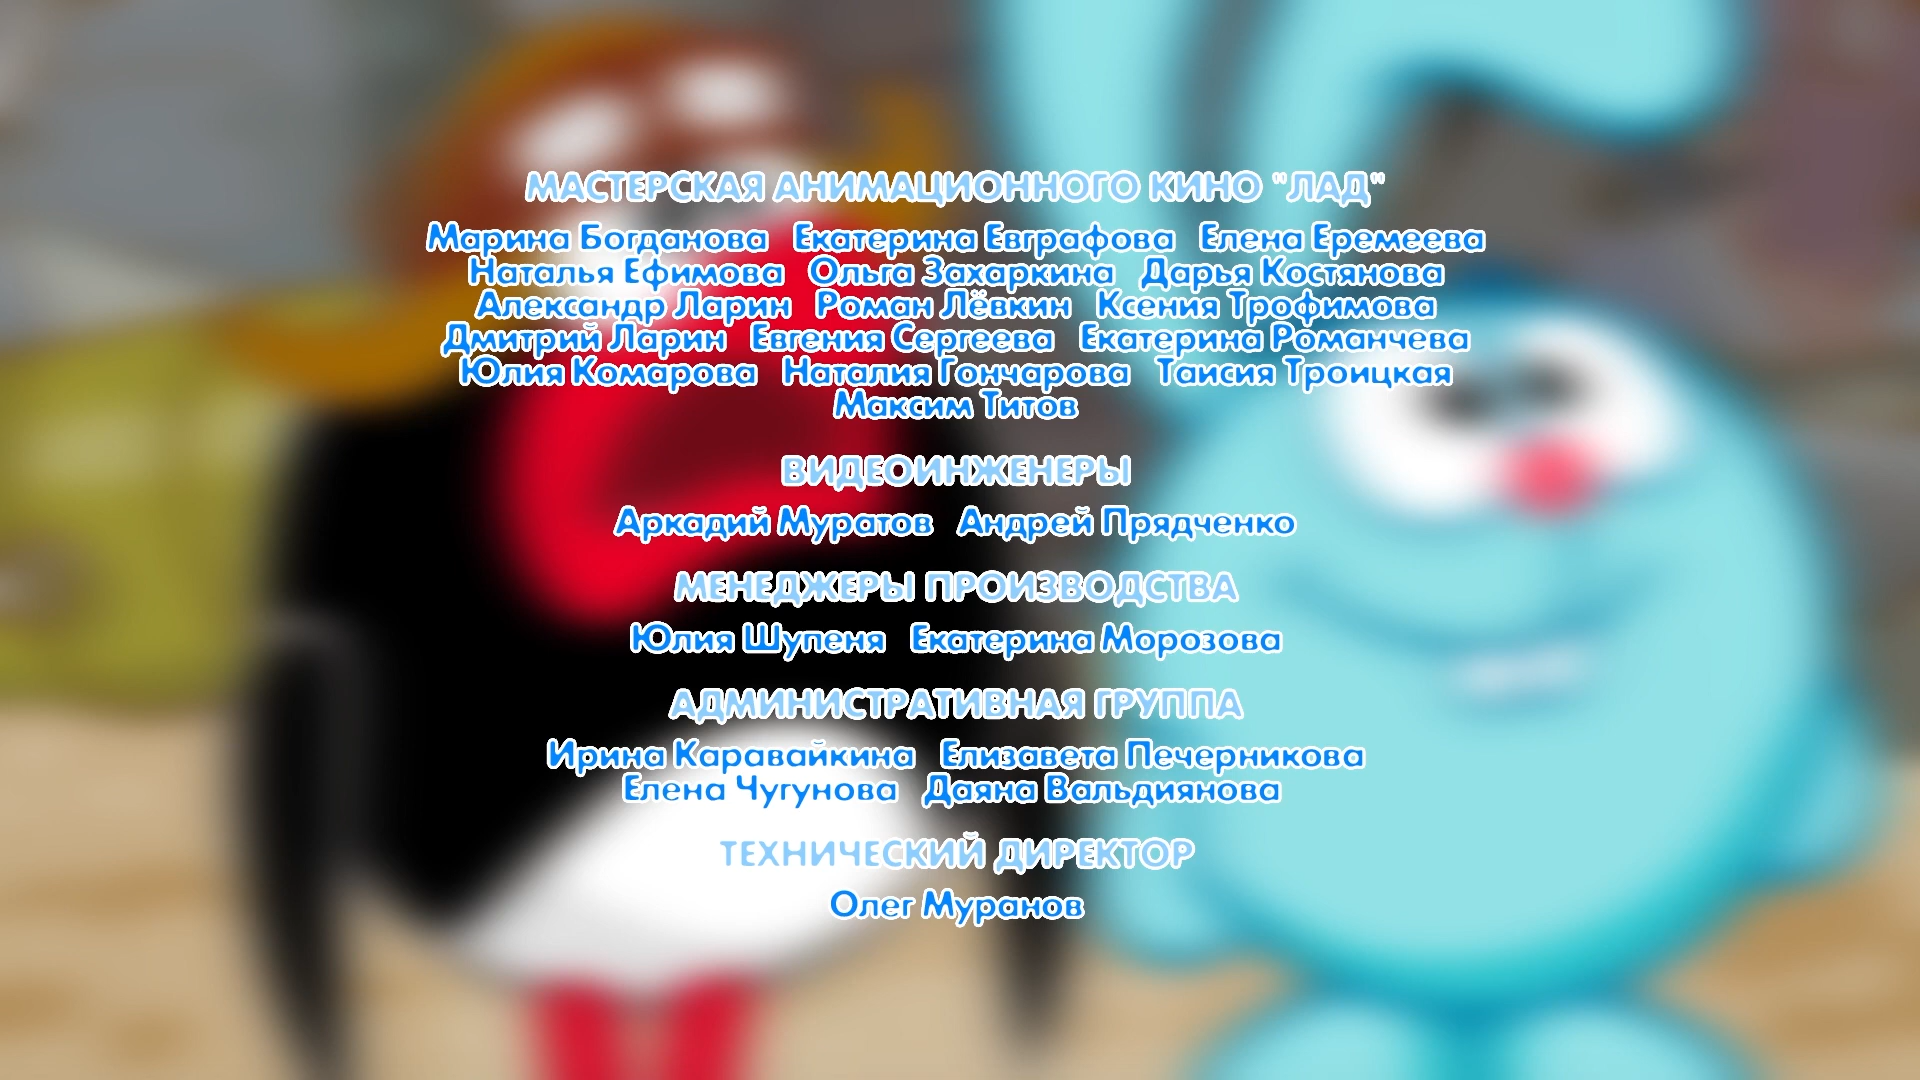 МАСТЕРСКАЯ АНИМАЦИОННОГО КИНО "ЛАД"
Марина Богданова Екатерина Евграфова Елена Еремеева
Наталья Ефимова Ольга Захаркина Дарья Костянова
Александр Ларин Роман Лёвкин Ксения Трофимова
Дмитрий Ларин Евгения Сергеева Екатерина Романчева
Юлия Комарова Наталия Гончарова Таисия Троицкая
Максим Титов
ВИДЕОИНЖЕНЕРЫ
Аркадий Муратов Андрей Прядченко
МЕНЕДЖЕРЫ ПРОИЗВОДСТВА
Юлия Шупеня Екатерина Морозова
АДМИНИСТРАТИВНАЯ ГРУППА
Ирина Каравайкина Елизавета Печерникова
Елена Чугунова Даяна Вальдиянова
ТЕХНИЧЕСКИЙ ДИРЕКТОР
Олег Муранов